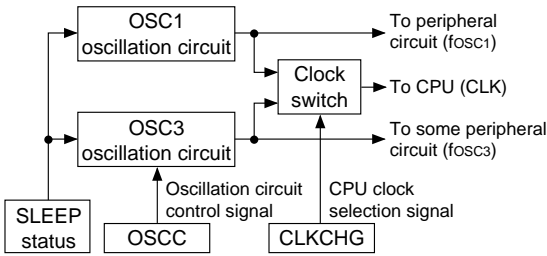 OSC1
oscillation circuit
To peripheral
circuit (fOSC1)
Clock
switch
To CPU (CLK)
OSC3
oscillation circuit
To some peripheral
circuit (fOSC3)
Oscillation circuit
control signal
CPU clock
selection signal
SLEEP
status
OSCC
CLKCHG